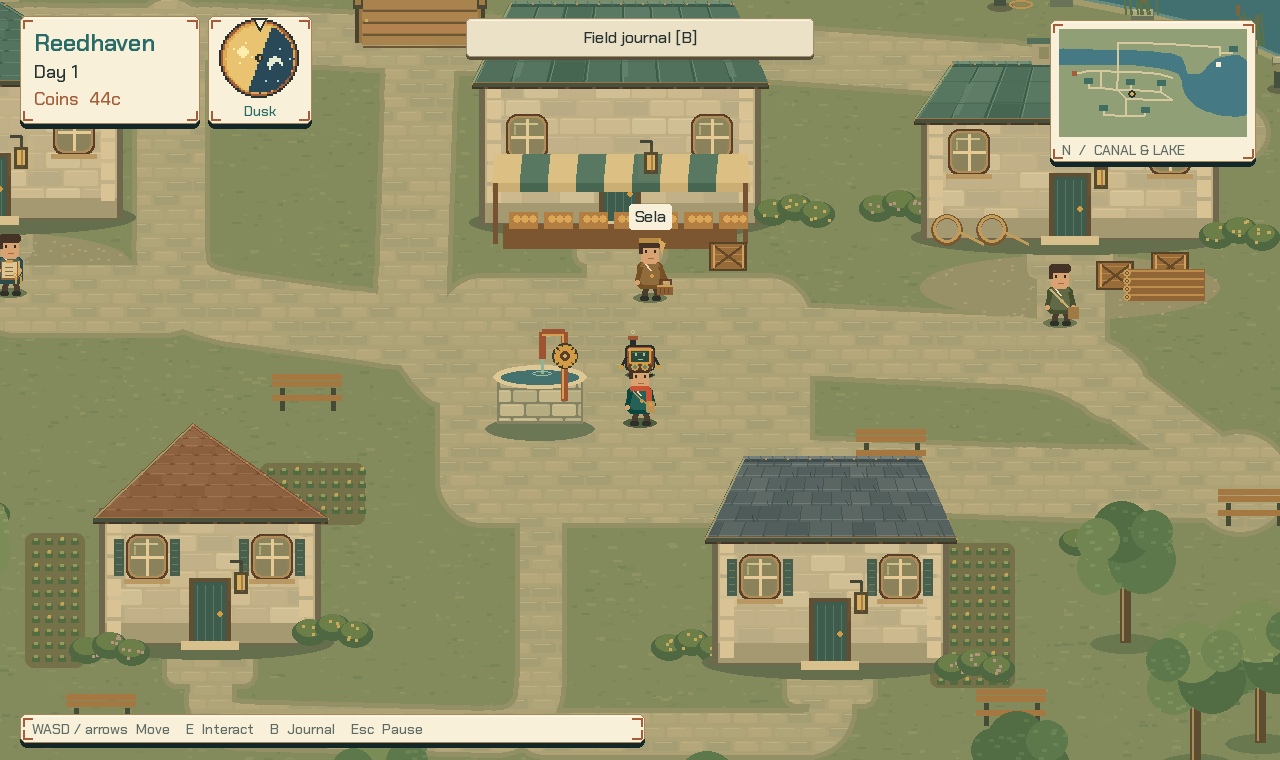 Reedhaven
Day 1
Coins 44c
Dusk
Field journal [B]
N / CANAL & LAKE
Sela
WASD / arrows Move E Interact B Journal Esc Pause